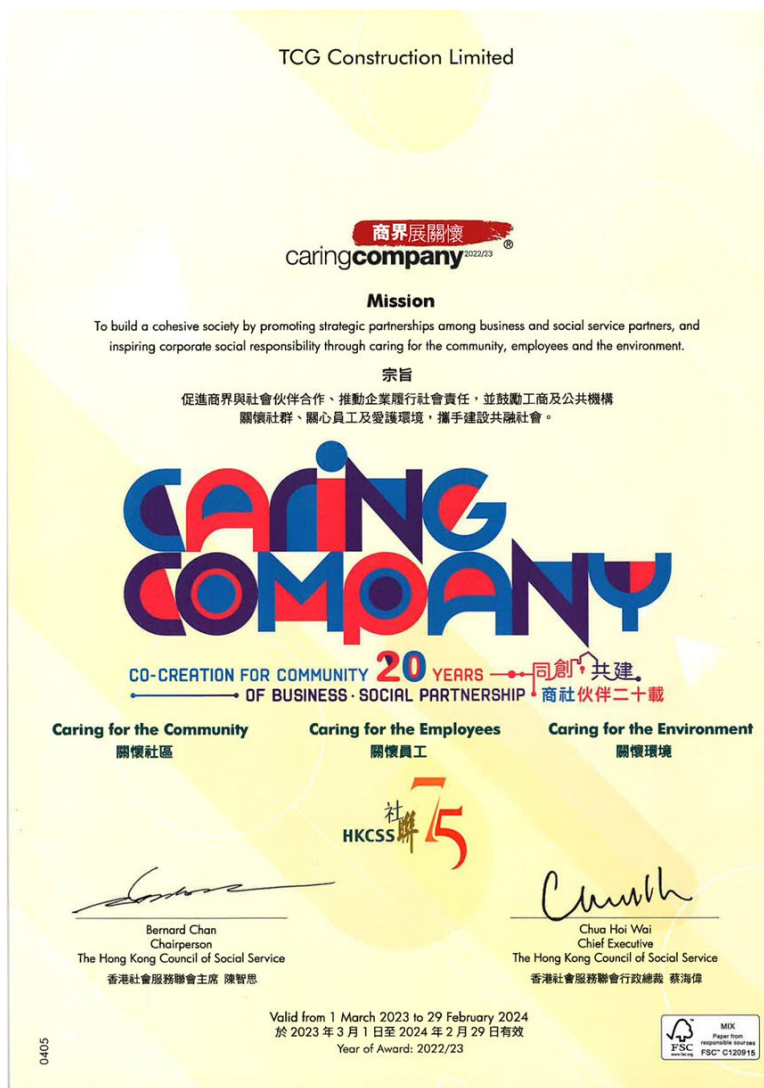 TCG Construction Limited
商界展關懷
caringcompany 2022/23 ®
Mission
To build a cohesive society by promoting strategic partnerships among business and social service partners, and
inspiring corporate social responsibility through caring for the community, employees and the environment.
宗旨
促進商界與社會伙伴合作、推動企業履行社會責任，並鼓勵工商及公共機構
關懷社群、關心員工及愛護環境，攜手建設共融社會。
CARING
COMPANY
CO-CREATION FOR COMMUNITY 20 YEARS 同創共建
OF BUSINESS · SOCIAL PARTNERSHIP 商社伙伴二十載
Caring for the Community Caring for the Employees Caring for the Environment
關懷社區 關懷員工 關懷環境
HKCSS 社聯 75
Bernard Chan
Chairperson
The Hong Kong Council of Social Service
香港社會服務聯會主席 陳智思
Chua Hoi Wai
Chief Executive
The Hong Kong Council of Social Service
香港社會服務聯會行政總裁 蔡海偉
Valid from 1 March 2023 to 29 February 2024
於 2023 年 3 月 1 日至 2024 年 2 月 29 日有效
Year of Award: 2022/23
0405
FSC
www.fsc.org
MIX
Paper from
responsible sources
FSC™ C120915